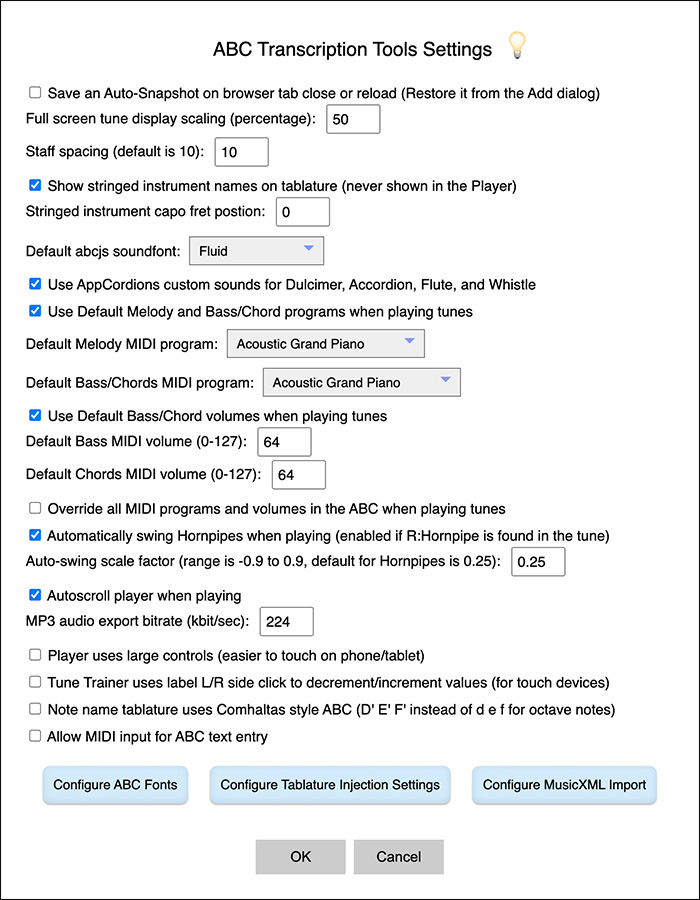 ABC Transcription Tools Settings
Save an Auto-Snapshot on browser tab close or reload (Restore it from the Add dialog)
Full screen tune display scaling (percentage): 50
Staff spacing (default is 10): 10
Show stringed instrument names on tablature (never shown in the Player)
Stringed instrument capo fret postion: 0
Default abcjs soundfont: Fluid
Use AppCordions custom sounds for Dulcimer, Accordion, Flute, and Whistle
Use Default Melody and Bass/Chord programs when playing tunes
Default Melody MIDI program: Acoustic Grand Piano
Default Bass/Chords MIDI program: Acoustic Grand Piano
Use Default Bass/Chord volumes when playing tunes
Default Bass MIDI volume (0-127): 64
Default Chords MIDI volume (0-127): 64
Override all MIDI programs and volumes in the ABC when playing tunes
Automatically swing Hornpipes when playing (enabled if R:Hornpipe is found in the tune)
Auto-swing scale factor (range is -0.9 to 0.9, default for Hornpipes is 0.25): 0.25
Autoscroll player when playing
MP3 audio export bitrate (kbit/sec): 224
Player uses large controls (easier to touch on phone/tablet)
Tune Trainer uses label L/R side click to decrement/increment values (for touch devices)
Note name tablature uses Comhaltas style ABC (D' E' F' instead of d e f for octave notes)
Allow MIDI input for ABC text entry
Configure ABC Fonts Configure Tablature Injection Settings Configure MusicXML Import
OK Cancel